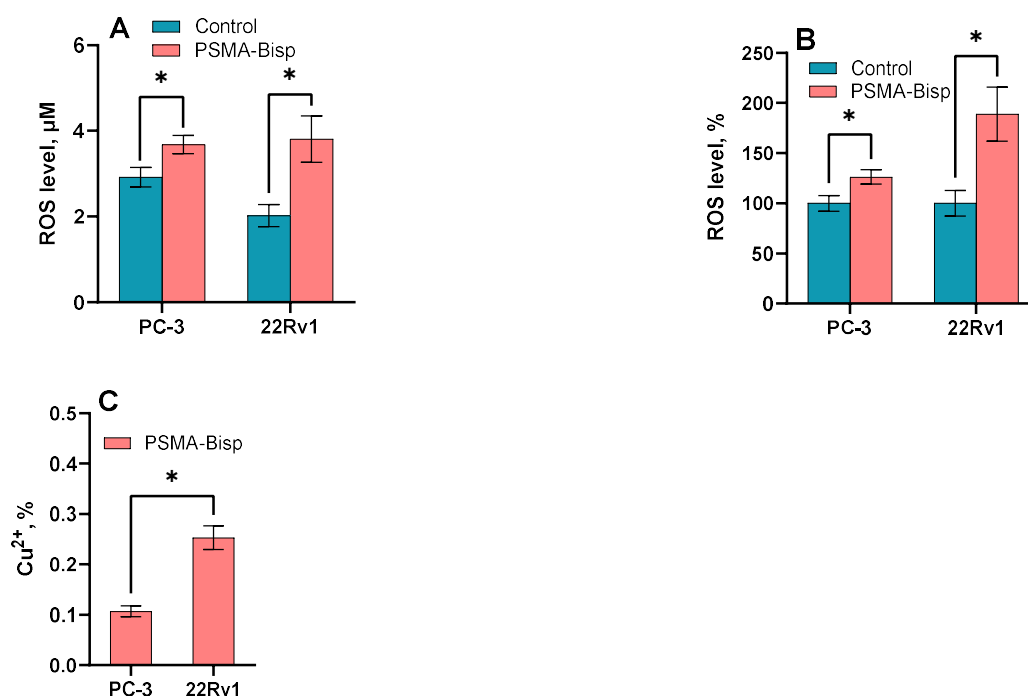 A
Control
PSMA-Bisp
ROS level, µM
6
4
2
0
*
*
PC-3
22Rv1
B
Control
PSMA-Bisp
ROS level, %
250
200
150
100
50
0
*
*
PC-3
22Rv1
C
PSMA-Bisp
Cu²⁺, %
0.5
0.4
0.3
0.2
0.1
0.0
*
PC-3
22Rv1